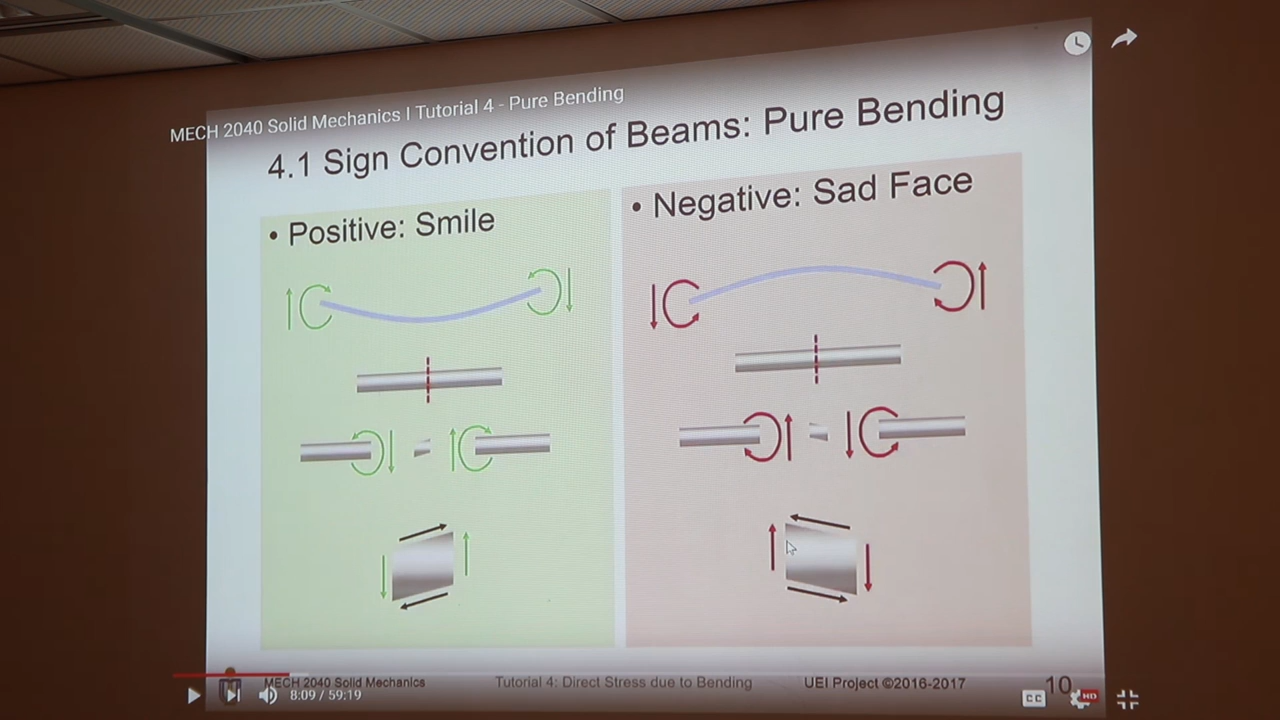 MECH 2040 Solid Mechanics I Tutorial 4 - Pure Bending
4.1 Sign Convention of Beams: Pure Bending
• Positive: Smile
• Negative: Sad Face
MECH 2040 Solid Mechanics
Tutorial 4: Direct Stress due to Bending
UEI Project ©2016-2017
10
8:09 / 59:19
CC
HD